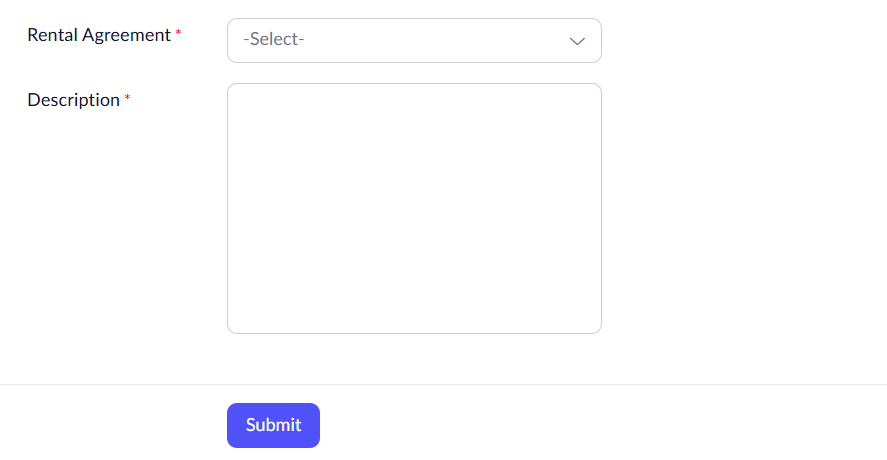 Rental Agreement *
-Select-
Description *
Submit